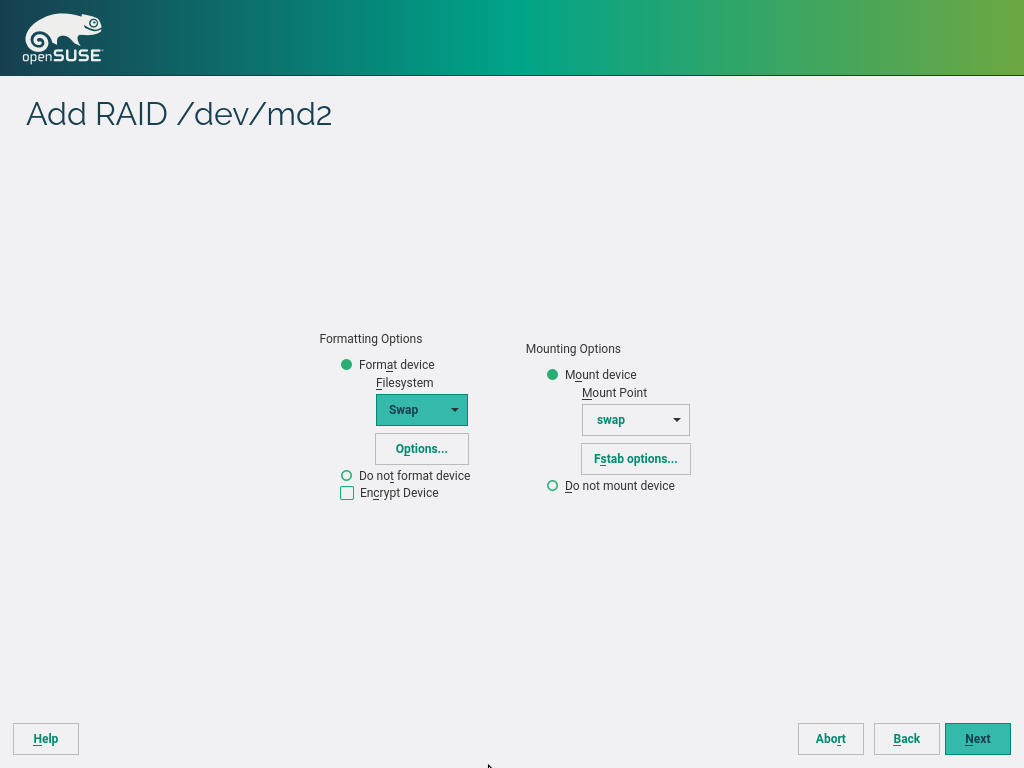 openSUSE
Add RAID /dev/md2
Formatting Options
Format device
Filesystem
Swap
Options...
Do not format device
Encrypt Device
Mounting Options
Mount device
Mount Point
swap
Fstab options...
Do not mount device
Help
Abort
Back
Next